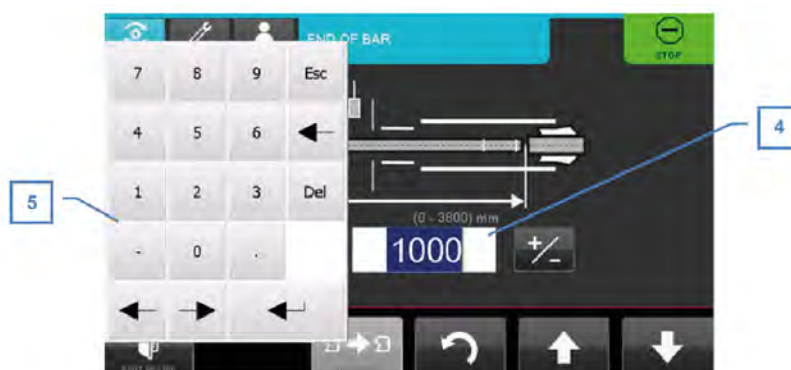 END OF BAR
STOP
7 8 9 Esc
4 5 6
1 2 3 Del
- 0 .
(0 - 3800) mm
1000
+/-
4
5